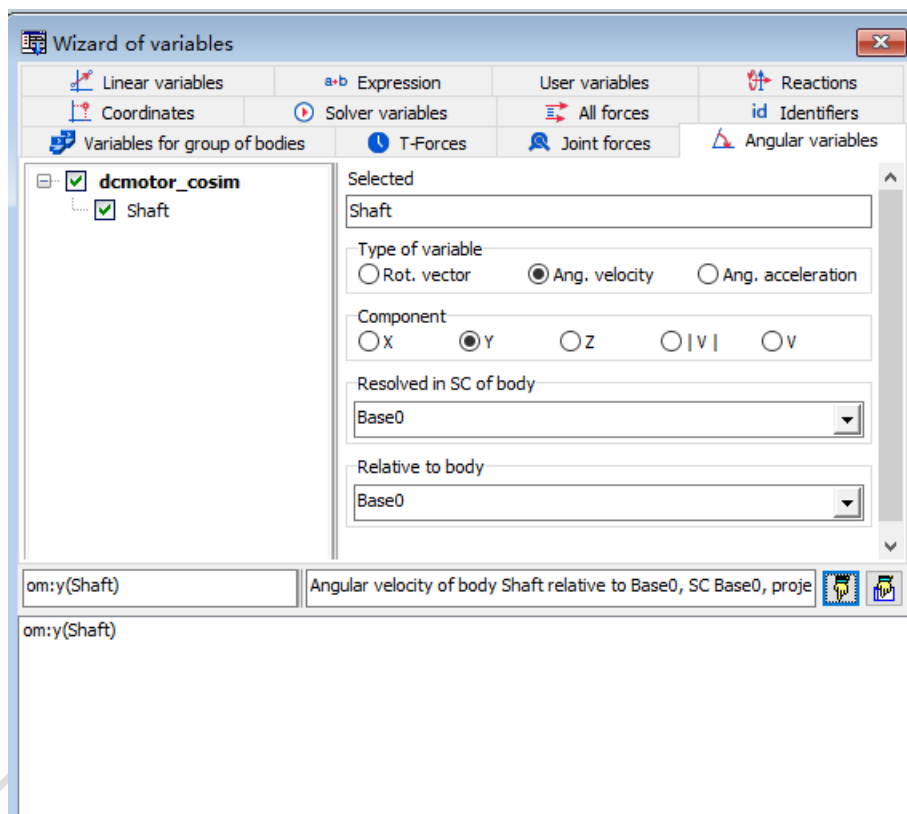 Wizard of variables
Linear variables a+b Expression User variables Reactions
Coordinates Solver variables All forces id Identifiers
Variables for group of bodies T-Forces Joint forces Angular variables
dcmotor_cosim
Shaft
Selected
Shaft
Type of variable
Rot. vector Ang. velocity Ang. acceleration
Component
X Y Z | V | V
Resolved in SC of body
Base0
Relative to body
Base0
om:y(Shaft) Angular velocity of body Shaft relative to Base0, SC Base0, proje
om:y(Shaft)